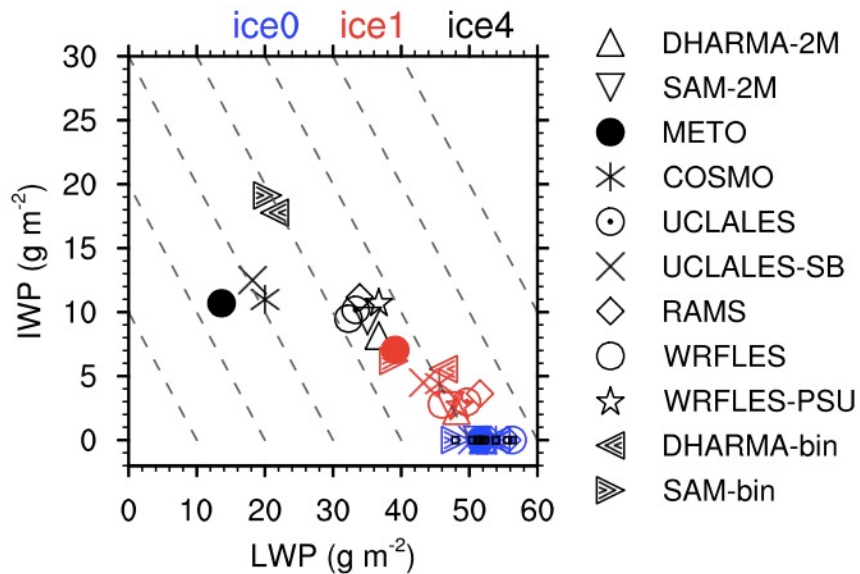 ice0 ice1 ice4
30
25
20
15
10
5
0
IWP (g m-2)
0 10 20 30 40 50 60
LWP (g m-2)
DHARMA-2M
SAM-2M
METO
COSMO
UCLALES
UCLALES-SB
RAMS
WRFLES
WRFLES-PSU
DHARMA-bin
SAM-bin